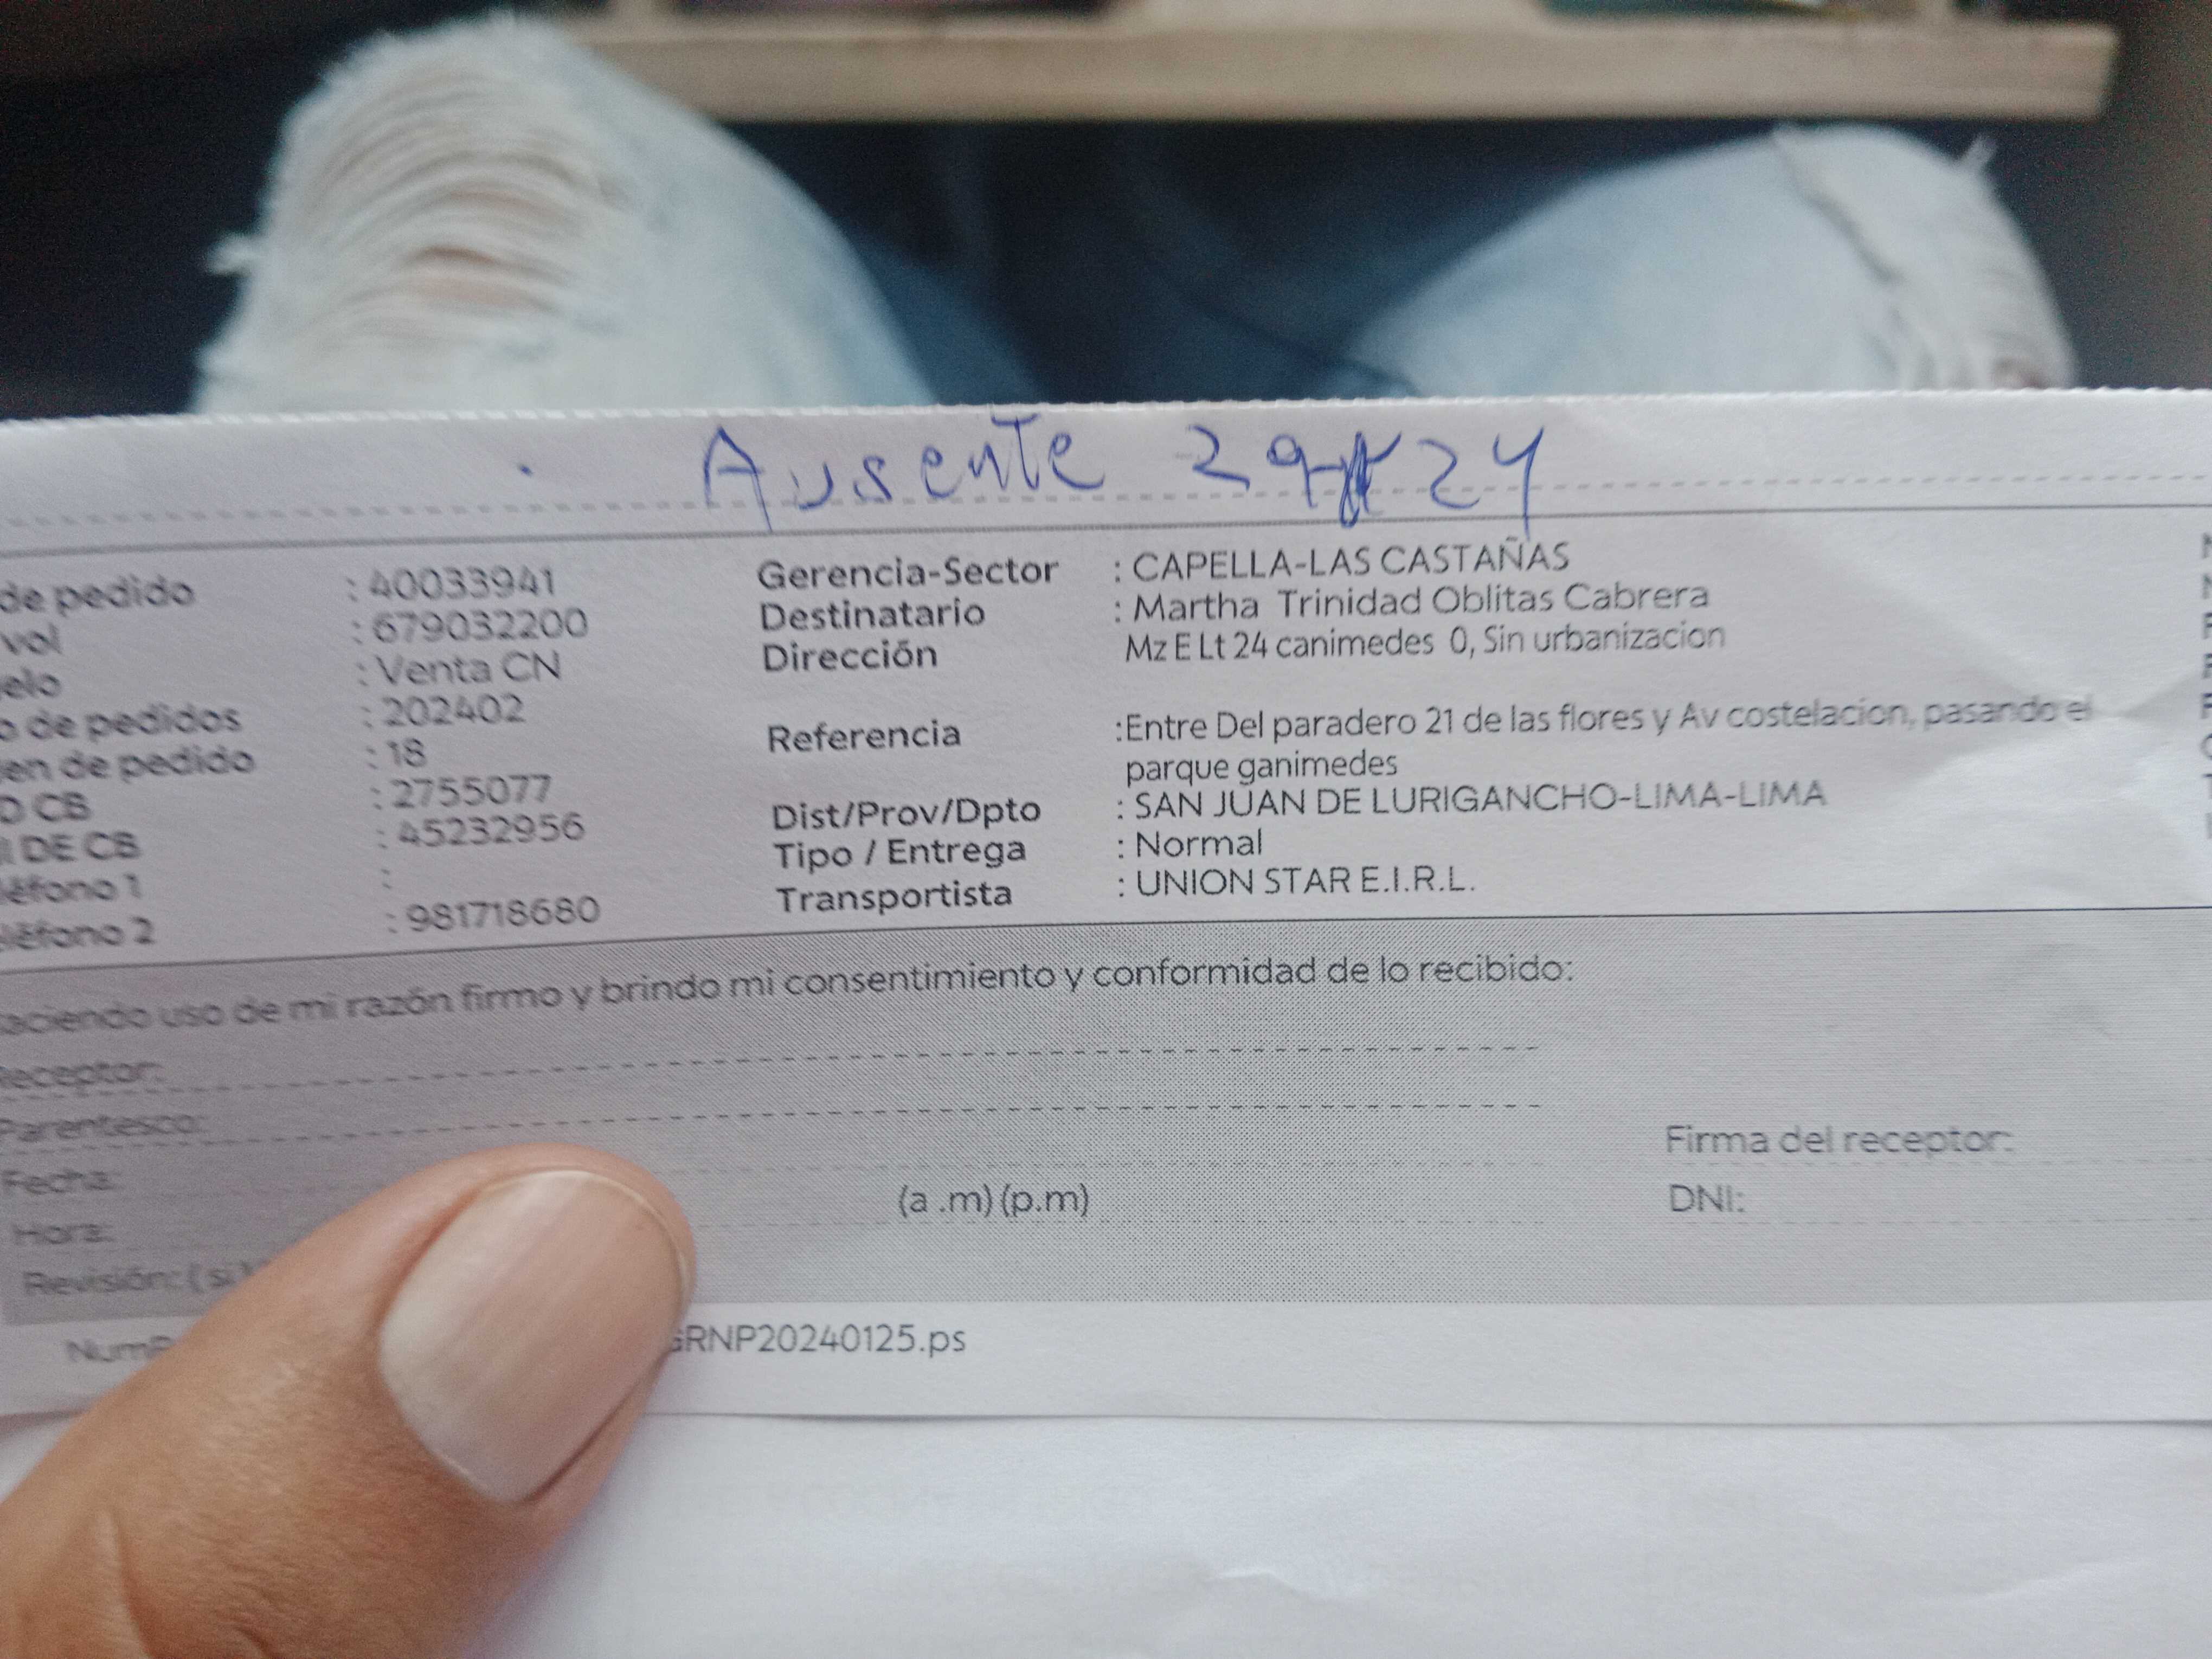 Ausente 29 24
de pedido : 40033941
vol : 679032200
elo : Venta CN
o de pedidos : 202402
en de pedido : 18
D CB : 2755077
I DE CB : 45232956
léfono 1 :
léfono 2 : 981718680
Gerencia-Sector : CAPELLA-LAS CASTAÑAS
Destinatario : Martha Trinidad Oblitas Cabrera
Dirección Mz E Lt 24 canimedes 0, Sin urbanizacion
Referencia :Entre Del paradero 21 de las flores y Av costelacion, pasando el
parque ganimedes
Dist/Prov/Dpto : SAN JUAN DE LURIGANCHO-LIMA-LIMA
Tipo / Entrega : Normal
Transportista : UNION STAR E.I.R.L.
aciendo uso de mi razón firmo y brindo mi consentimiento y conformidad de lo recibido:
Receptor:
Parentesco:
Fecha:
Hora: (a .m) (p.m)
Revisión: ( si )
Firma del receptor:
DNI:
GRNP20240125.ps